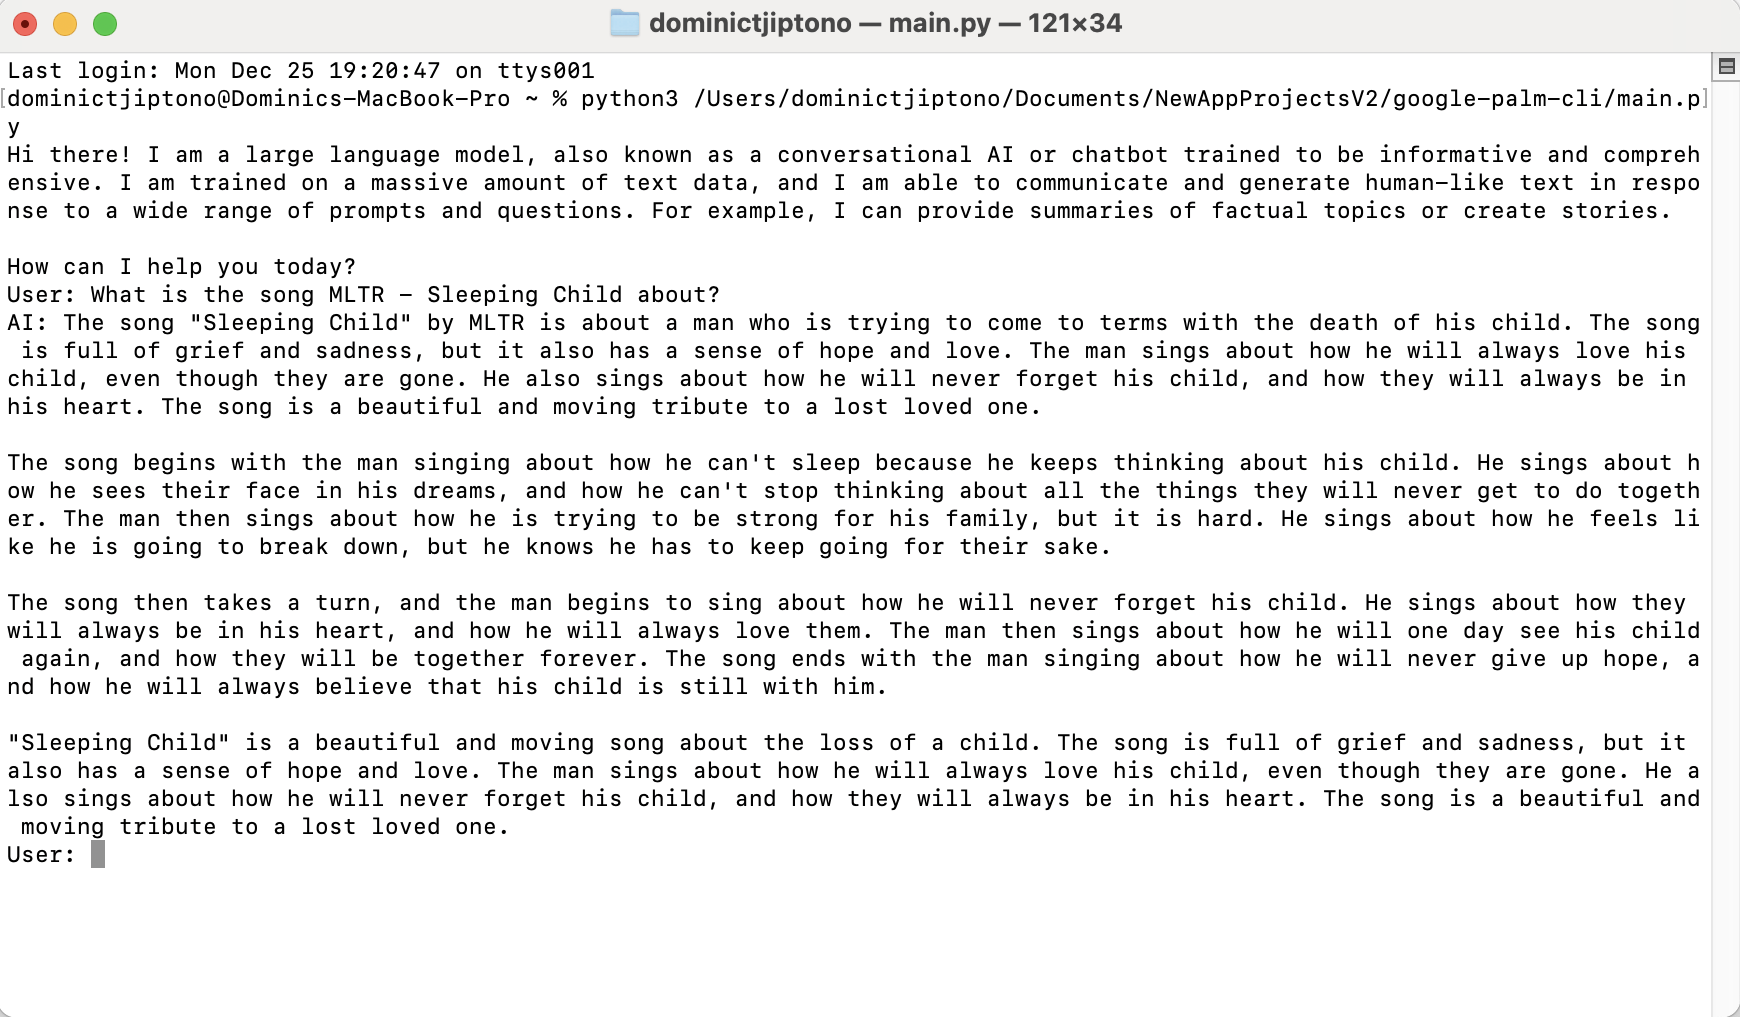 dominictjiptono — main.py — 121×34
Last login: Mon Dec 25 19:20:47 on ttys001
[dominictjiptono@Dominics-MacBook-Pro ~ % python3 /Users/dominictjiptono/Documents/NewAppProjectsV2/google-palm-cli/main.p]
y
Hi there! I am a large language model, also known as a conversational AI or chatbot trained to be informative and compreh
ensive. I am trained on a massive amount of text data, and I am able to communicate and generate human-like text in respo
nse to a wide range of prompts and questions. For example, I can provide summaries of factual topics or create stories.
How can I help you today?
User: What is the song MLTR - Sleeping Child about?
AI: The song "Sleeping Child" by MLTR is about a man who is trying to come to terms with the death of his child. The song
 is full of grief and sadness, but it also has a sense of hope and love. The man sings about how he will always love his
child, even though they are gone. He also sings about how he will never forget his child, and how they will always be in
his heart. The song is a beautiful and moving tribute to a lost loved one.
The song begins with the man singing about how he can't sleep because he keeps thinking about his child. He sings about h
ow he sees their face in his dreams, and how he can't stop thinking about all the things they will never get to do togeth
er. The man then sings about how he is trying to be strong for his family, but it is hard. He sings about how he feels li
ke he is going to break down, but he knows he has to keep going for their sake.
The song then takes a turn, and the man begins to sing about how he will never forget his child. He sings about how they
will always be in his heart, and how he will always love them. The man then sings about how he will one day see his child
 again, and how they will be together forever. The song ends with the man singing about how he will never give up hope, a
nd how he will always believe that his child is still with him.
"Sleeping Child" is a beautiful and moving song about the loss of a child. The song is full of grief and sadness, but it
also has a sense of hope and love. The man sings about how he will always love his child, even though they are gone. He a
lso sings about how he will never forget his child, and how they will always be in his heart. The song is a beautiful and
 moving tribute to a lost loved one.
User: